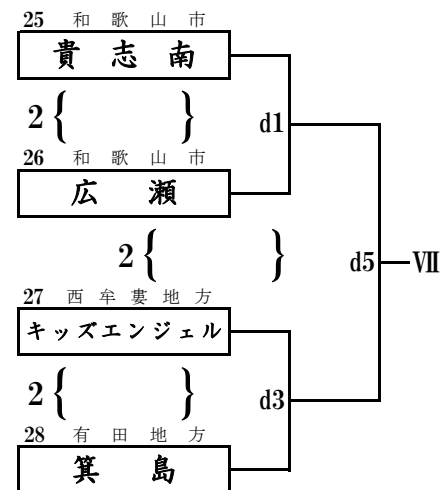 25 和歌山市
貴志南
2 { } d1
26 和歌山市
広瀬
2 { } d5 Ⅶ
27 西牟婁地方
キッズエンジェル
2 { } d3
28 有田地方
箕島